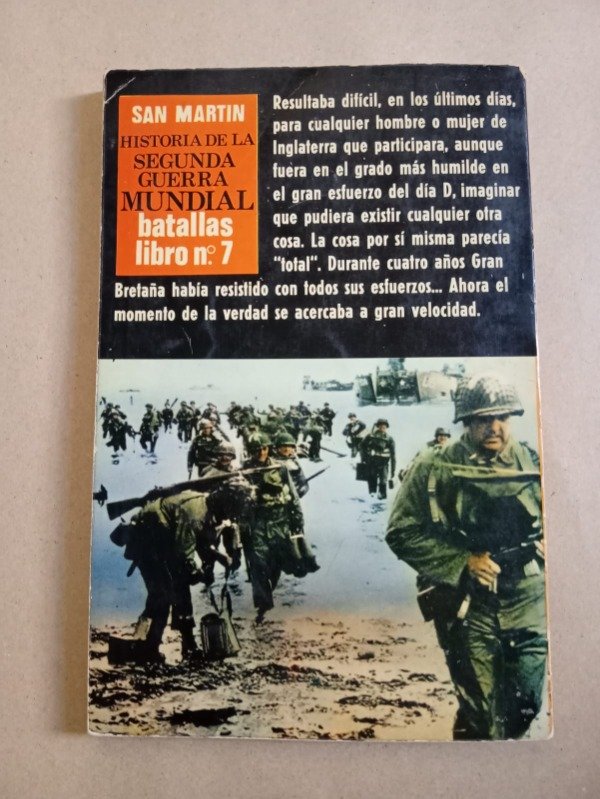 SAN MARTIN
HISTORIA DE LA
SEGUNDA
GUERRA
MUNDIAL
batallas
libro n.º 7
Resultaba difícil, en los últimos días,
para cualquier hombre o mujer de
Inglaterra que participara, aunque
fuera en el grado más humilde en
el gran esfuerzo del día D, imaginar
que pudiera existir cualquier otra
cosa. La cosa por sí misma parecía
"total". Durante cuatro años Gran
Bretaña había resistido con todos sus esfuerzos... Ahora el
momento de la verdad se acercaba a gran velocidad.